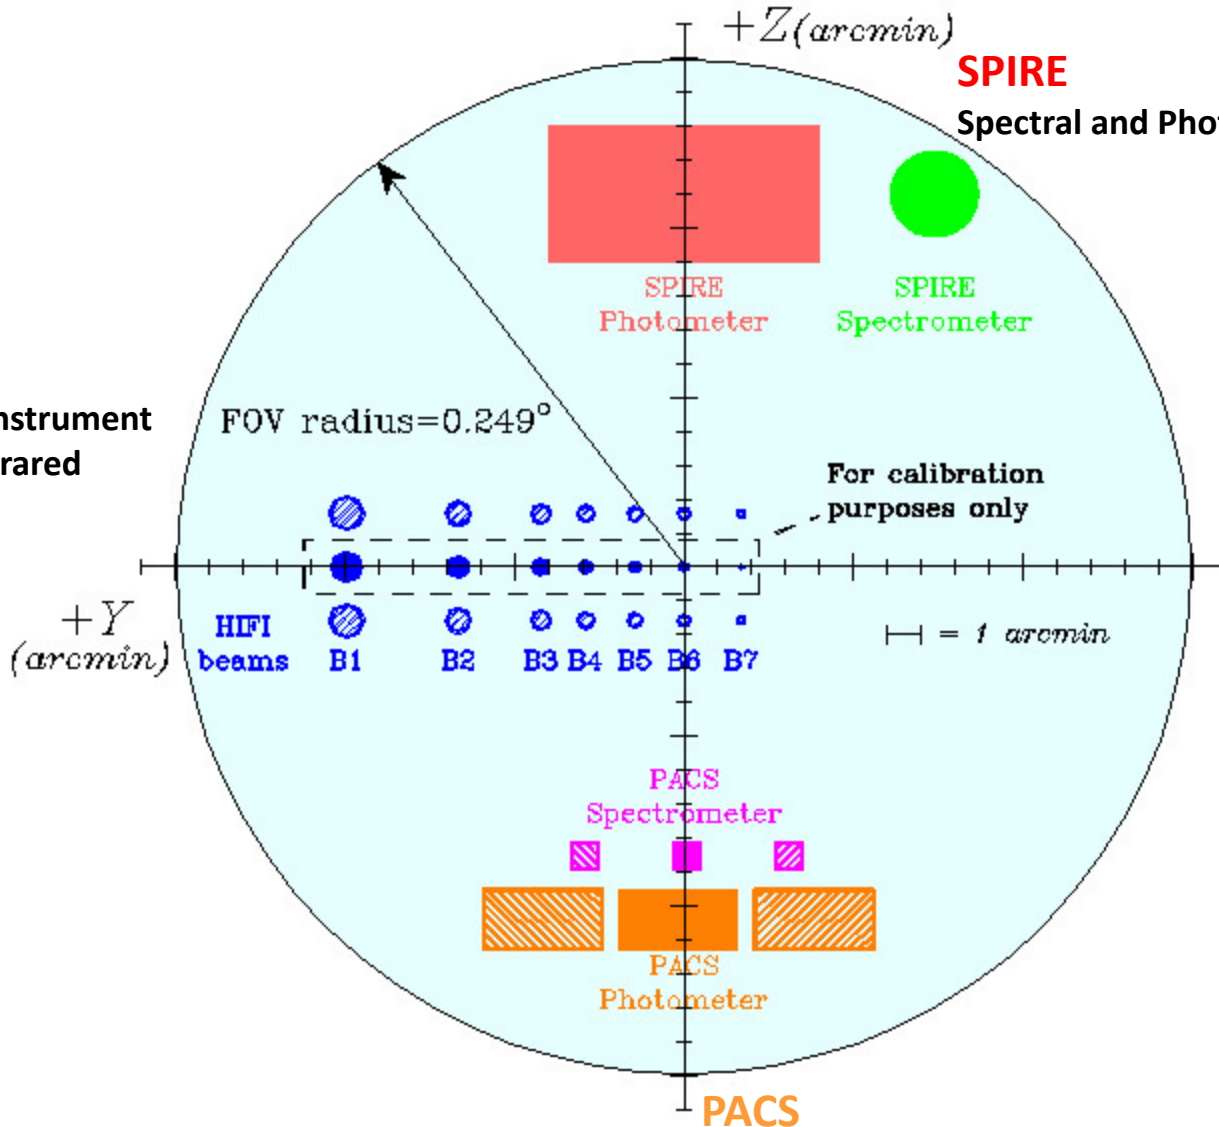 +Z(arcmin)
SPIRE
Spectral and Phot
SPIRE
Photometer
SPIRE
Spectrometer
nstrument
rared
FOV radius=0.249°
For calibration
purposes only
+Y
(arcmin)
HIFI
beams
B1 B2 B3 B4 B5 B6 B7
= 1 arcmin
PACS
Spectrometer
PACS
Photometer
PACS